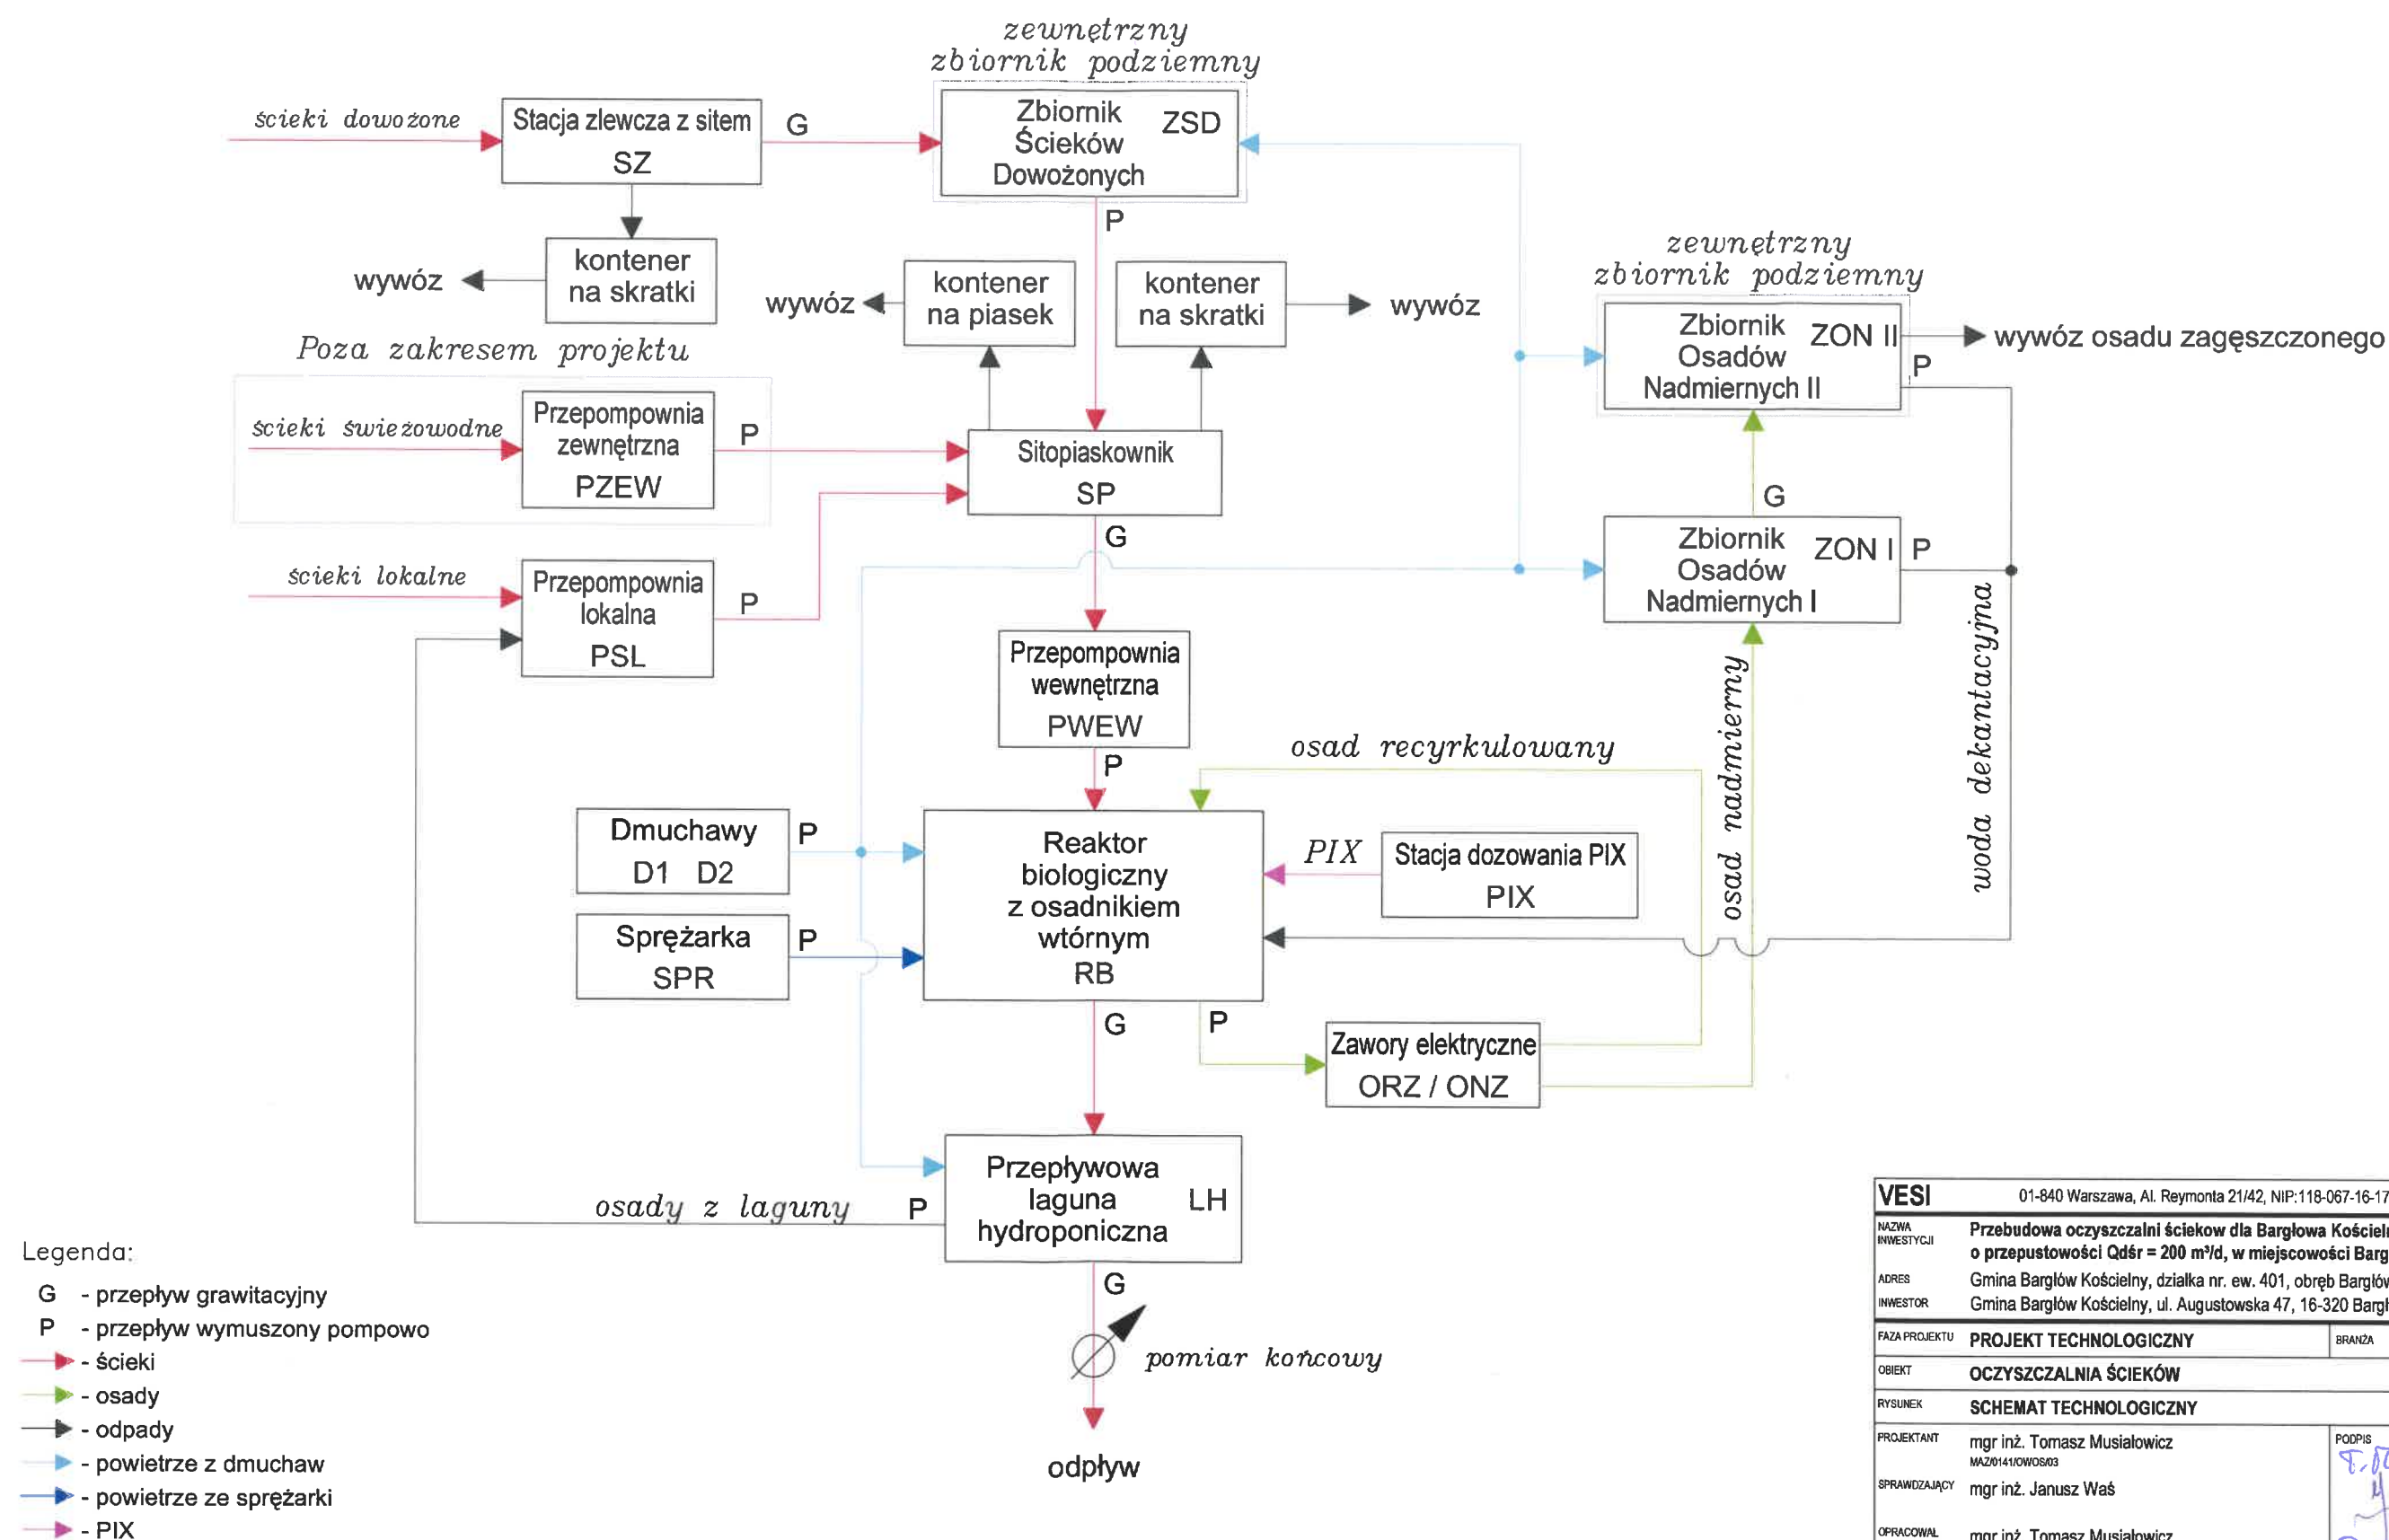 zewnętrzny
zbiornik podziemny
ścieki dowożone
Stacja zlewcza z sitem
SZ
G
Zbiornik
Ścieków
Dowożonych
ZSD
P
kontener
na skratki
wywóz
kontener
na piasek
wywóz
kontener
na skratki
wywóz
zewnętrzny
zbiornik podziemny
Zbiornik
Osadów
Nadmiernych II
ZON II
wywóz osadu zagęszczonego
P
Poza zakresem projektu
ścieki świeżowodne
Przepompownia
zewnętrzna
PZEW
P
Sitopiaskownik
SP
G
G
Zbiornik
Osadów
Nadmiernych I
ZON I
P
ścieki lokalne
Przepompownia
lokalna
PSL
P
Przepompownia
wewnętrzna
PWEW
P
osad recyrkulowany
osad nadmierny
woda dekantacyjna
Dmuchawy
D1 D2
P
Sprężarka
SPR
P
Reaktor
biologiczny
z osadnikiem
wtórnym
RB
PIX
Stacja dozowania PIX
PIX
G
P
Zawory elektryczne
ORZ / ONZ
Przepływowa
laguna
hydroponiczna
LH
osady z laguny
P
G
pomiar końcowy
odpływ
Legenda:
G - przepływ grawitacyjny
P - przepływ wymuszony pompowo
- ścieki
- osady
- odpady
- powietrze z dmuchaw
- powietrze ze sprężarki
- PIX
VESI 01-840 Warszawa, Al. Reymonta 21/42, NIP:118-067-16-17
NAZWA INWESTYCJI Przebudowa oczyszczalni ściekow dla Bargłowa Kościeln
o przepustowości Qdśr = 200 m³/d, w miejscowości Barg
ADRES Gmina Bargłów Kościelny, działka nr. ew. 401, obręb Bargłów
INWESTOR Gmina Bargłów Kościelny, ul. Augustowska 47, 16-320 Barg
FAZA PROJEKTU PROJEKT TECHNOLOGICZNY BRANŻA
OBIEKT OCZYSZCZALNIA ŚCIEKÓW
RYSUNEK SCHEMAT TECHNOLOGICZNY
PROJEKTANT mgr inż. Tomasz Musiałowicz PODPIS
MAZ/0141/OWOS/03
SPRAWDZAJĄCY mgr inż. Janusz Waś
OPRACOWAŁ mgr inż. Tomasz Musiałowicz